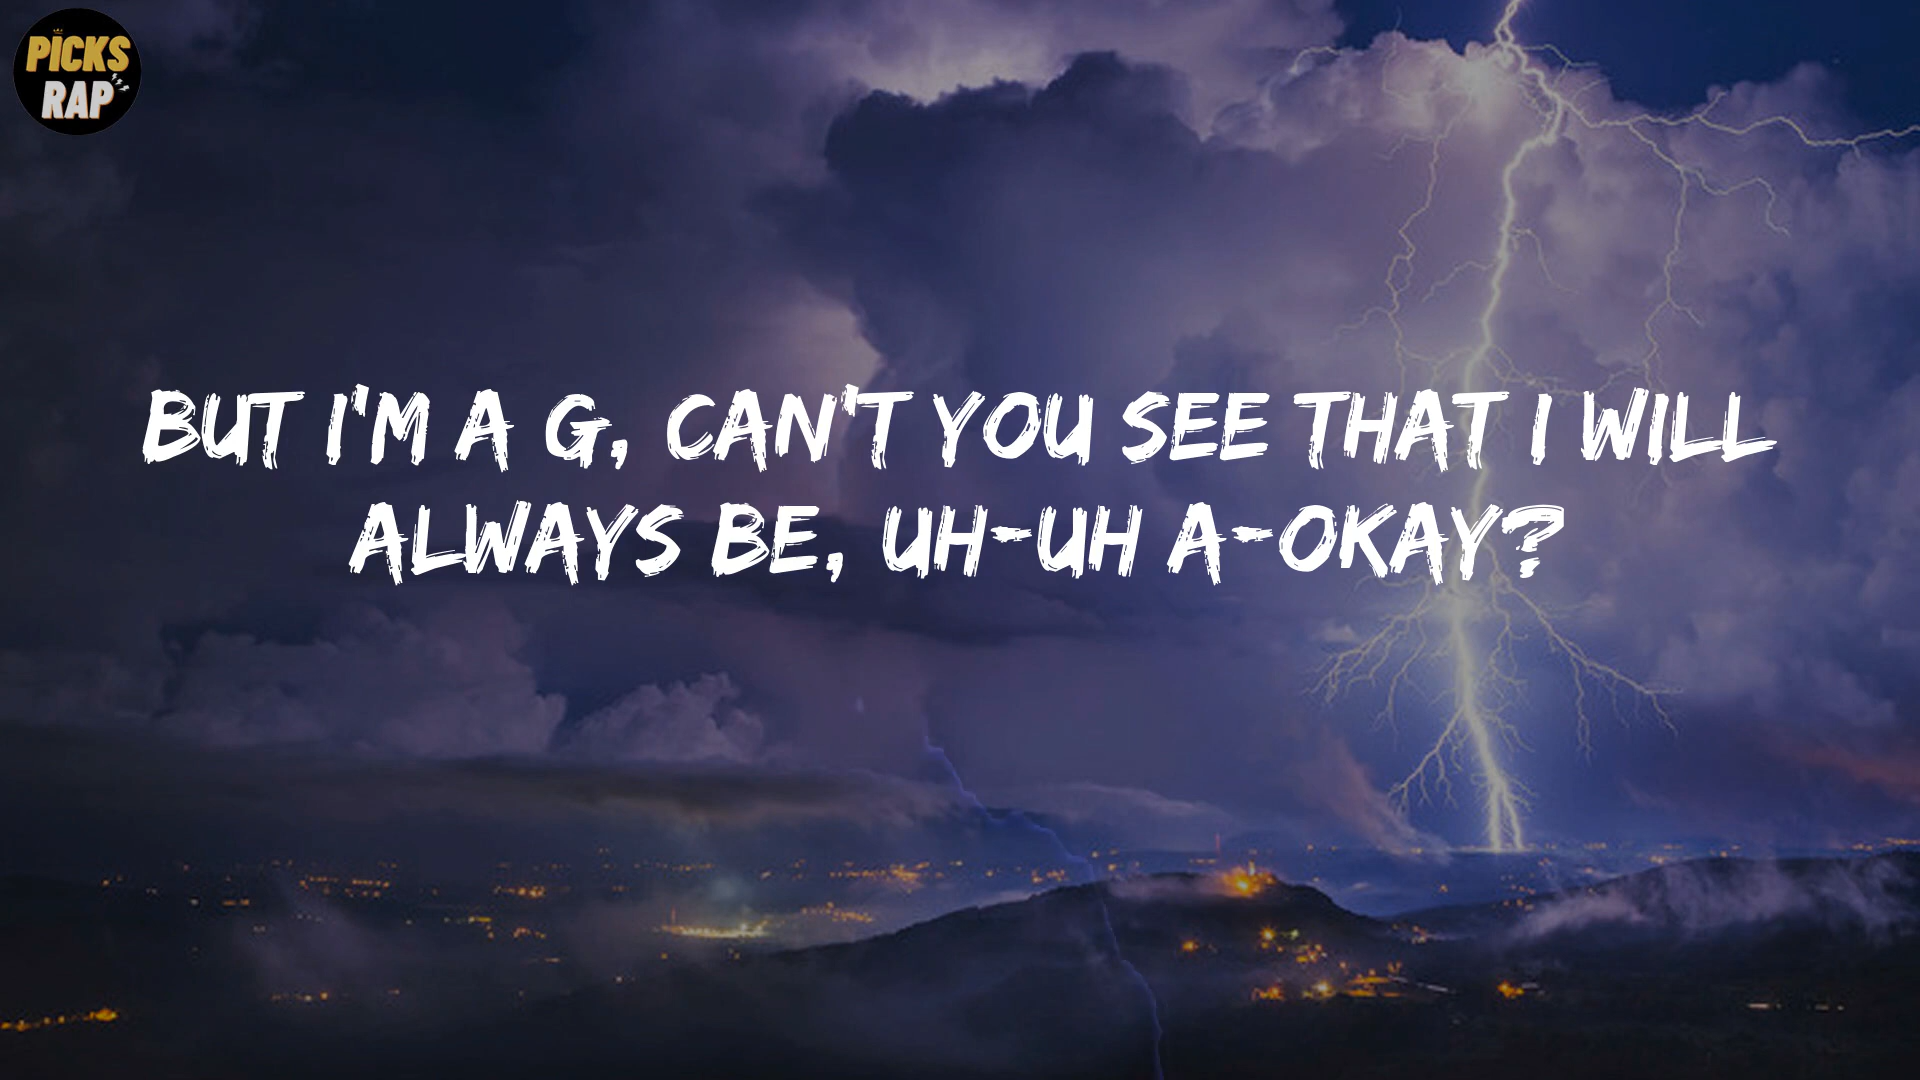 PICKS
RAP
BUT I'M A G, CAN'T YOU SEE THAT I WILL
ALWAYS BE, UH-UH A-OKAY?